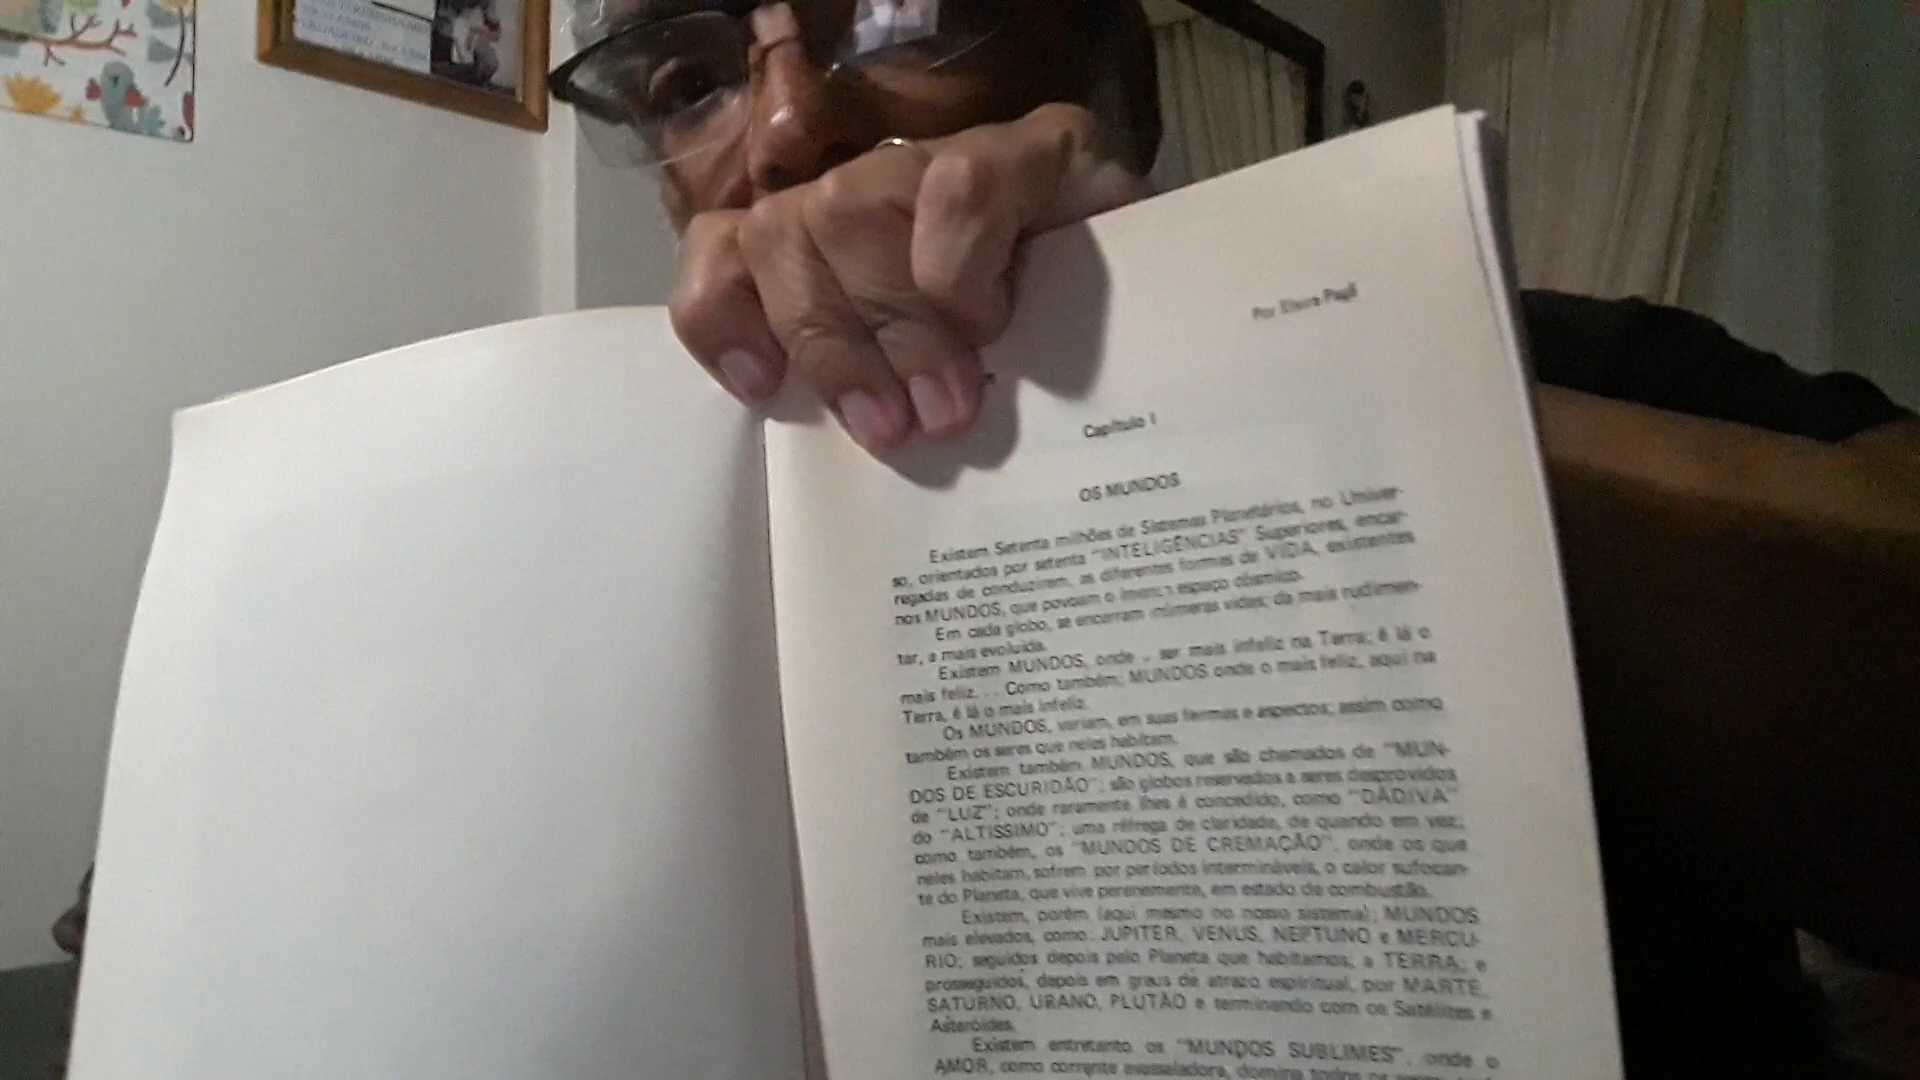 Por
Capítulo I
OS MUNDOS
Existem Setenta milhões de Sistemas Planetários, no Univer-
so, orientados por setenta "INTELIGÊNCIAS" Superiores, encar-
regadas de conduzirem, as diferentes formas de VIDA, existentes
nos MUNDOS, que povoam o imenso espaço cósmico.
Em cada globo, se encerram inúmeras vidas; da mais rudimen-
tar, a mais evoluída.
Existem MUNDOS, onde ser mais infeliz na Terra; é lá o
mais feliz. . . Como também; MUNDOS onde o mais feliz, aqui na
Terra, é lá o mais infeliz.
Os MUNDOS, variam, em suas formas e aspectos; assim como
também os seres que neles habitam.
Existem também MUNDOS, que são chamados de "MUN-
DOS DE ESCURIDÃO"; são globos reservados a seres desprovidos
de "LUZ"; onde raramente lhes é concedido, como "DÁDIVA"
do "ALTÍSSIMO"; uma réfrega de claridade, de quando em vez;
como também, os "MUNDOS DE CREMAÇÃO", onde os que
neles habitam, sofrem por períodos intermináveis, o calor sufocan-
te do Planeta, que vive perenemente, em estado de combustão.
Existem, porém (aqui mesmo no nosso sistema); MUNDOS
mais elevados, como: JUPITER, VENUS, NEPTUNO e MERCU-
RIO; seguidos depois pelo Planeta que habitamos, a TERRA; e
prosseguidos, depois em graus de atrazo espiritual, por MARTE,
SATURNO, URANO, PLUTÃO e terminando com os Satélites e
Asteróides.
Existem entretanto os "MUNDOS SUBLIMES", onde o
AMOR, como corrente avassaladora, domina todos os